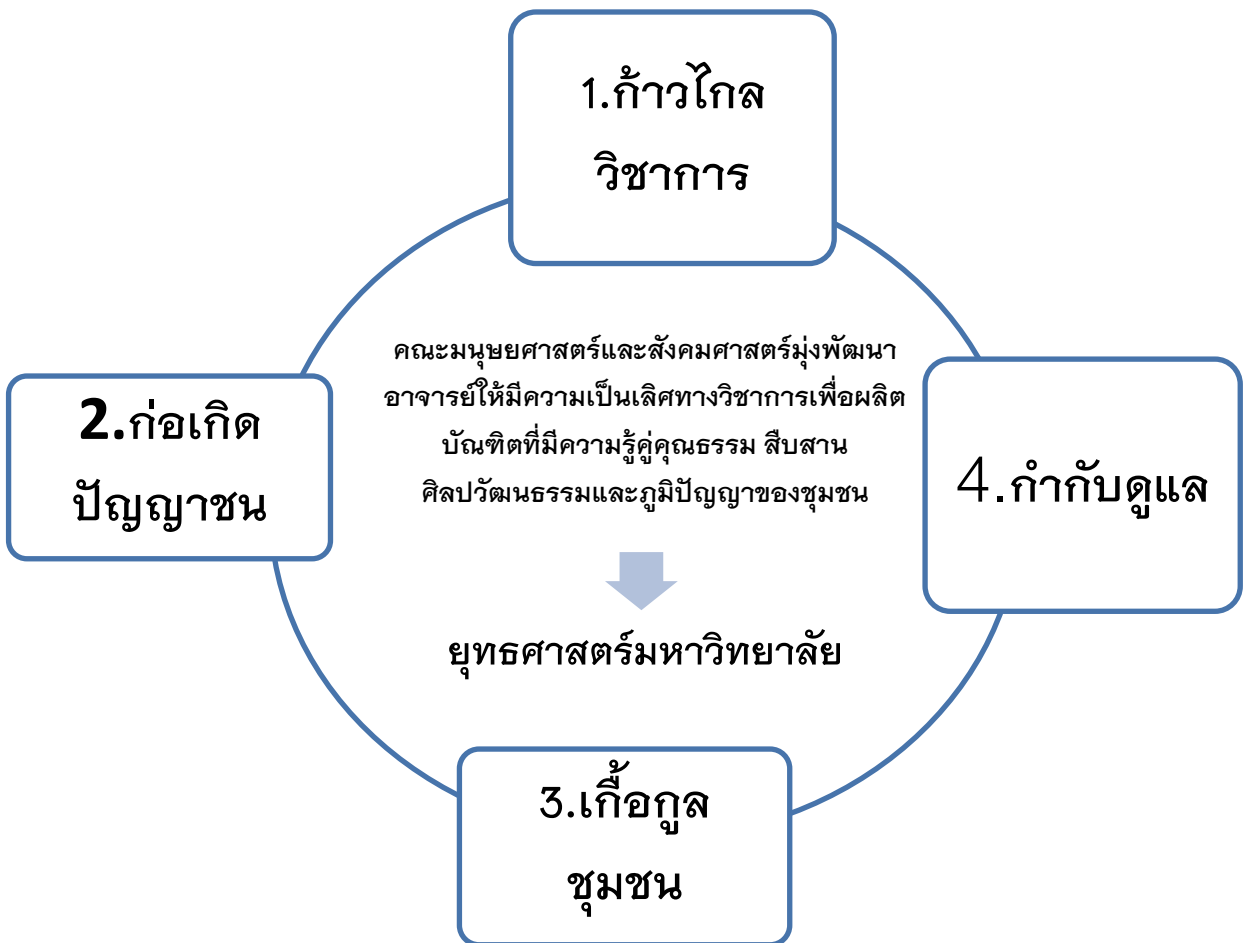 1.ก้าวไกล
วิชาการ
คณะมนุษยศาสตร์และสังคมศาสตร์มุ่งพัฒนา
อาจารย์ให้มีความเป็นเลิศทางวิชาการเพื่อผลิต
บัณฑิตที่มีความรู้คู่คุณธรรม สืบสาน
ศิลปวัฒนธรรมและภูมิปัญญาของชุมชน
2.ก่อเกิด
ปัญญาชน
4.กำกับดูแล
ยุทธศาสตร์มหาวิทยาลัย
3.เกื้อกูล
ชุมชน